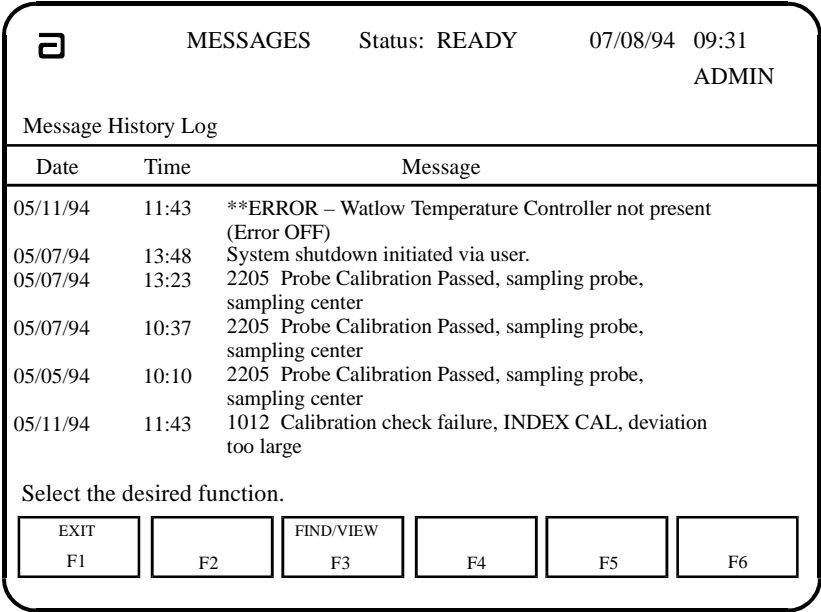 MESSAGES Status: READY 07/08/94 09:31
ADMIN
Message History Log
Date Time Message
05/11/94 11:43 **ERROR – Watlow Temperature Controller not present
(Error OFF)
05/07/94 13:48 System shutdown initiated via user.
05/07/94 13:23 2205 Probe Calibration Passed, sampling probe,
sampling center
05/07/94 10:37 2205 Probe Calibration Passed, sampling probe,
sampling center
05/05/94 10:10 2205 Probe Calibration Passed, sampling probe,
sampling center
05/11/94 11:43 1012 Calibration check failure, INDEX CAL, deviation
too large
Select the desired function.
EXIT FIND/VIEW
F1 F2 F3 F4 F5 F6